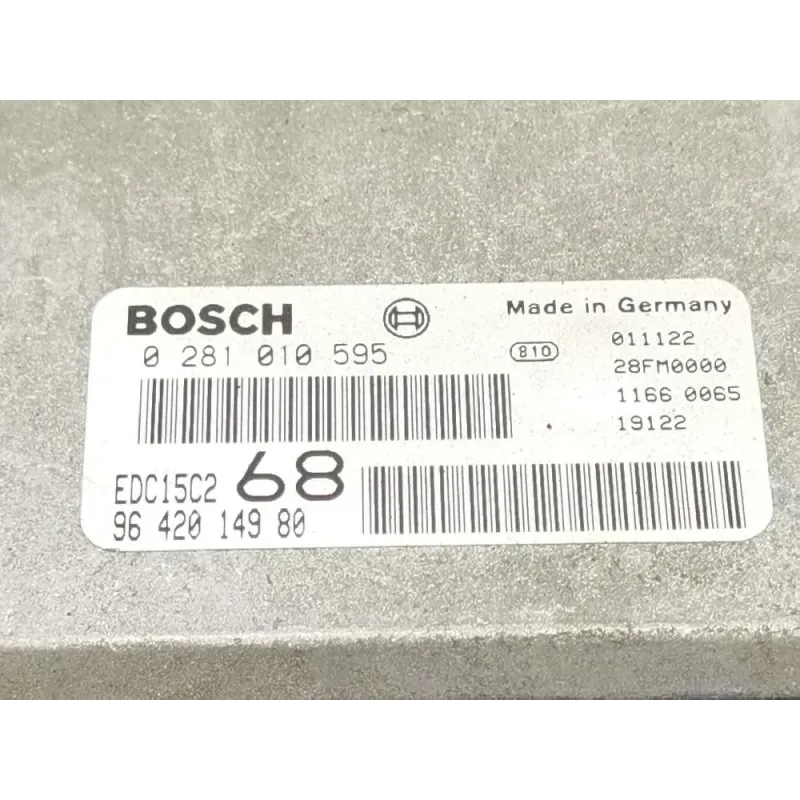 BOSCH
Made in Germany
0 281 010 595
810
011122
28FM0000
1166 0065
19122
EDC15C2 68
96 420 149 80